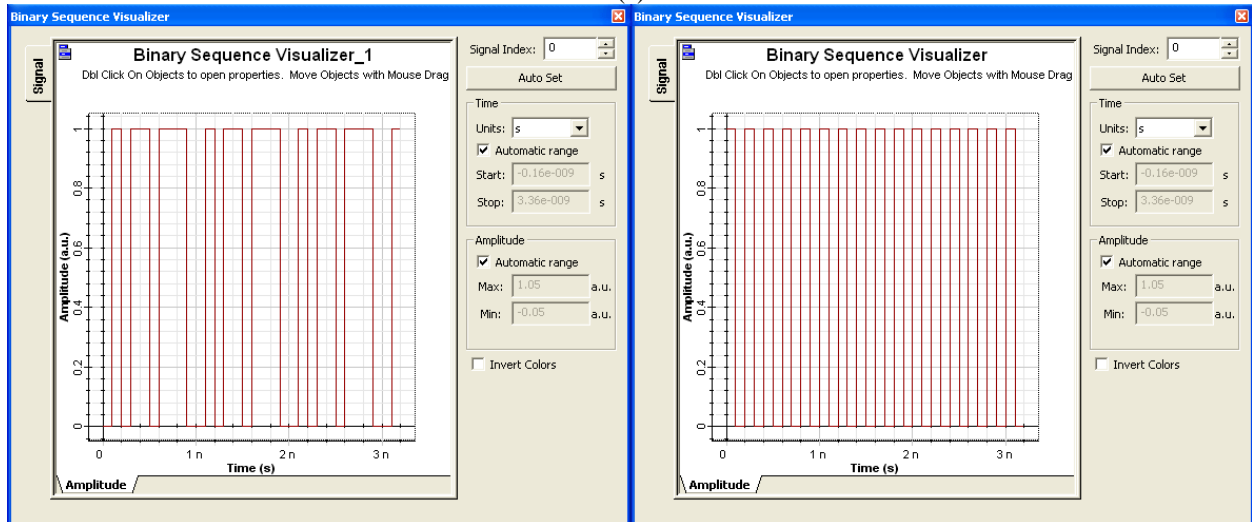 Binary Sequence Visualizer
Signal
Binary Sequence Visualizer_1
Dbl Click On Objects to open properties. Move Objects with Mouse Drag
Amplitude (a.u.)
1
0.8
0.6
0.4
0.2
0
0 1 n 2 n 3 n
Time (s)
Amplitude
Signal Index: 0
Auto Set
Time
Units: s
Automatic range
Start: -0.16e-009 s
Stop: 3.36e-009 s
Amplitude
Automatic range
Max: 1.05 a.u.
Min: -0.05 a.u.
Invert Colors
Binary Sequence Visualizer
Signal
Binary Sequence Visualizer
Dbl Click On Objects to open properties. Move Objects with Mouse Drag
Amplitude (a.u.)
1
0.8
0.6
0.4
0.2
0
0 1 n 2 n 3 n
Time (s)
Amplitude
Signal Index: 0
Auto Set
Time
Units: s
Automatic range
Start: -0.16e-009 s
Stop: 3.36e-009 s
Amplitude
Automatic range
Max: 1.05 a.u.
Min: -0.05 a.u.
Invert Colors